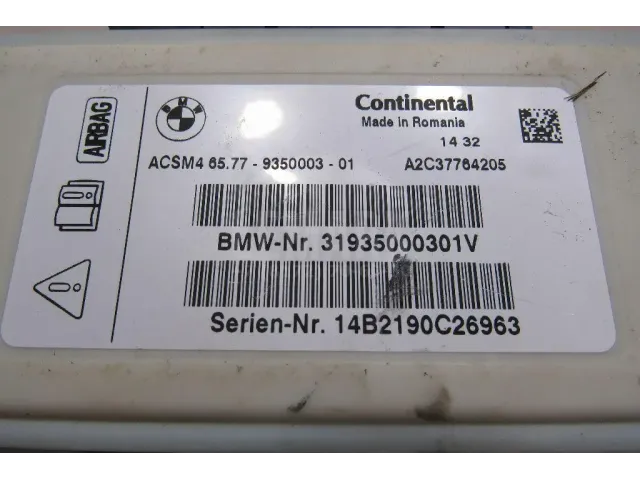 AIRBAG
BMW
Continental
Made in Romania
14 32
ACSM4 65.77 - 9350003 - 01 A2C37764205
BMW-Nr. 31935000301V
Serien-Nr. 14B2190C26963